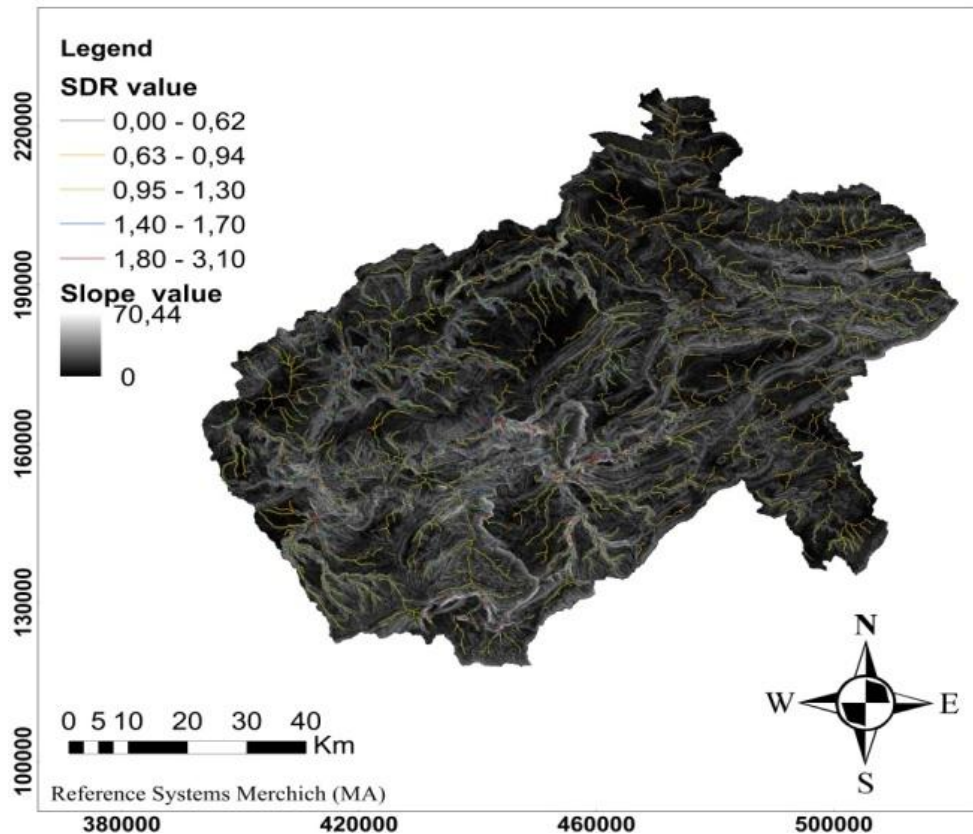 Legend
SDR value
0,00 - 0,62
0,63 - 0,94
0,95 - 1,30
1,40 - 1,70
1,80 - 3,10
Slope value
70,44
0
220000
190000
160000
130000
100000
N
W E
S
0 5 10 20 30 40
Km
Reference Systems Merchich (MA)
380000 420000 460000 500000